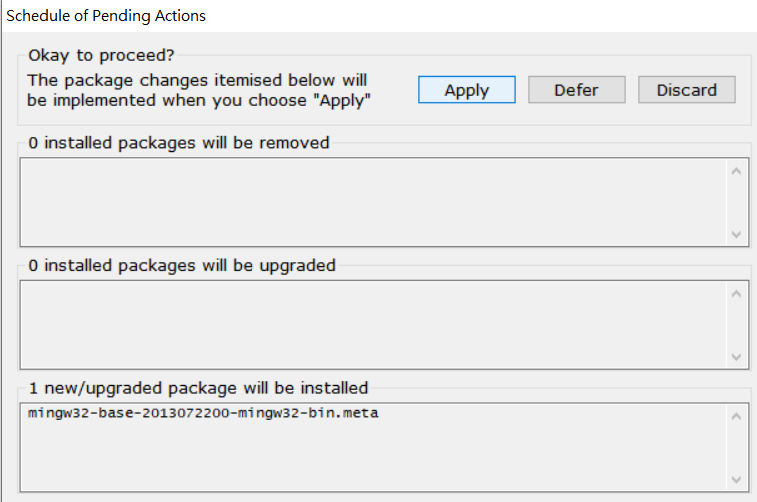 Schedule of Pending Actions
Okay to proceed?
The package changes itemised below will
be implemented when you choose "Apply"
Apply
Defer
Discard
0 installed packages will be removed
0 installed packages will be upgraded
1 new/upgraded package will be installed
mingw32-base-2013072200-mingw32-bin.meta